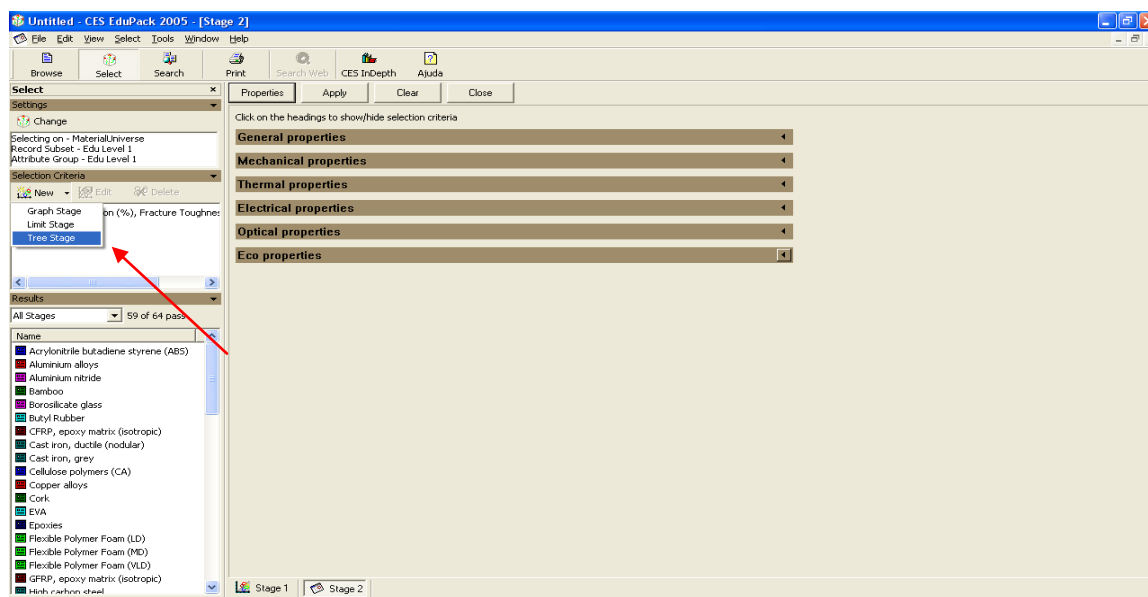 Untitled - CES EduPack 2005 - [Stage 2]
File Edit View Select Tools Window Help
Browse Select Search Print Search Web CES InDepth Ajuda
Select
Properties Apply Clear Close
Settings
Change
Click on the headings to show/hide selection criteria
Selecting on - MaterialUniverse
Record Subset - Edu Level 1
Attribute Group - Edu Level 1
General properties
Mechanical properties
Thermal properties
Electrical properties
Optical properties
Eco properties
Selection Criteria
New Edit Delete
Graph Stage
Limit Stage
Tree Stage
on (%), Fracture Toughnes
Results
All Stages 59 of 64 pass
Name
Acrylonitrile butadiene styrene (ABS)
Aluminium alloys
Aluminium nitride
Bamboo
Borosilicate glass
Butyl Rubber
CFRP, epoxy matrix (isotropic)
Cast iron, ductile (nodular)
Cast iron, grey
Cellulose polymers (CA)
Copper alloys
Cork
EVA
Epoxies
Flexible Polymer Foam (LD)
Flexible Polymer Foam (MD)
Flexible Polymer Foam (VLD)
GFRP, epoxy matrix (isotropic)
High carbon steel
Stage 1 Stage 2